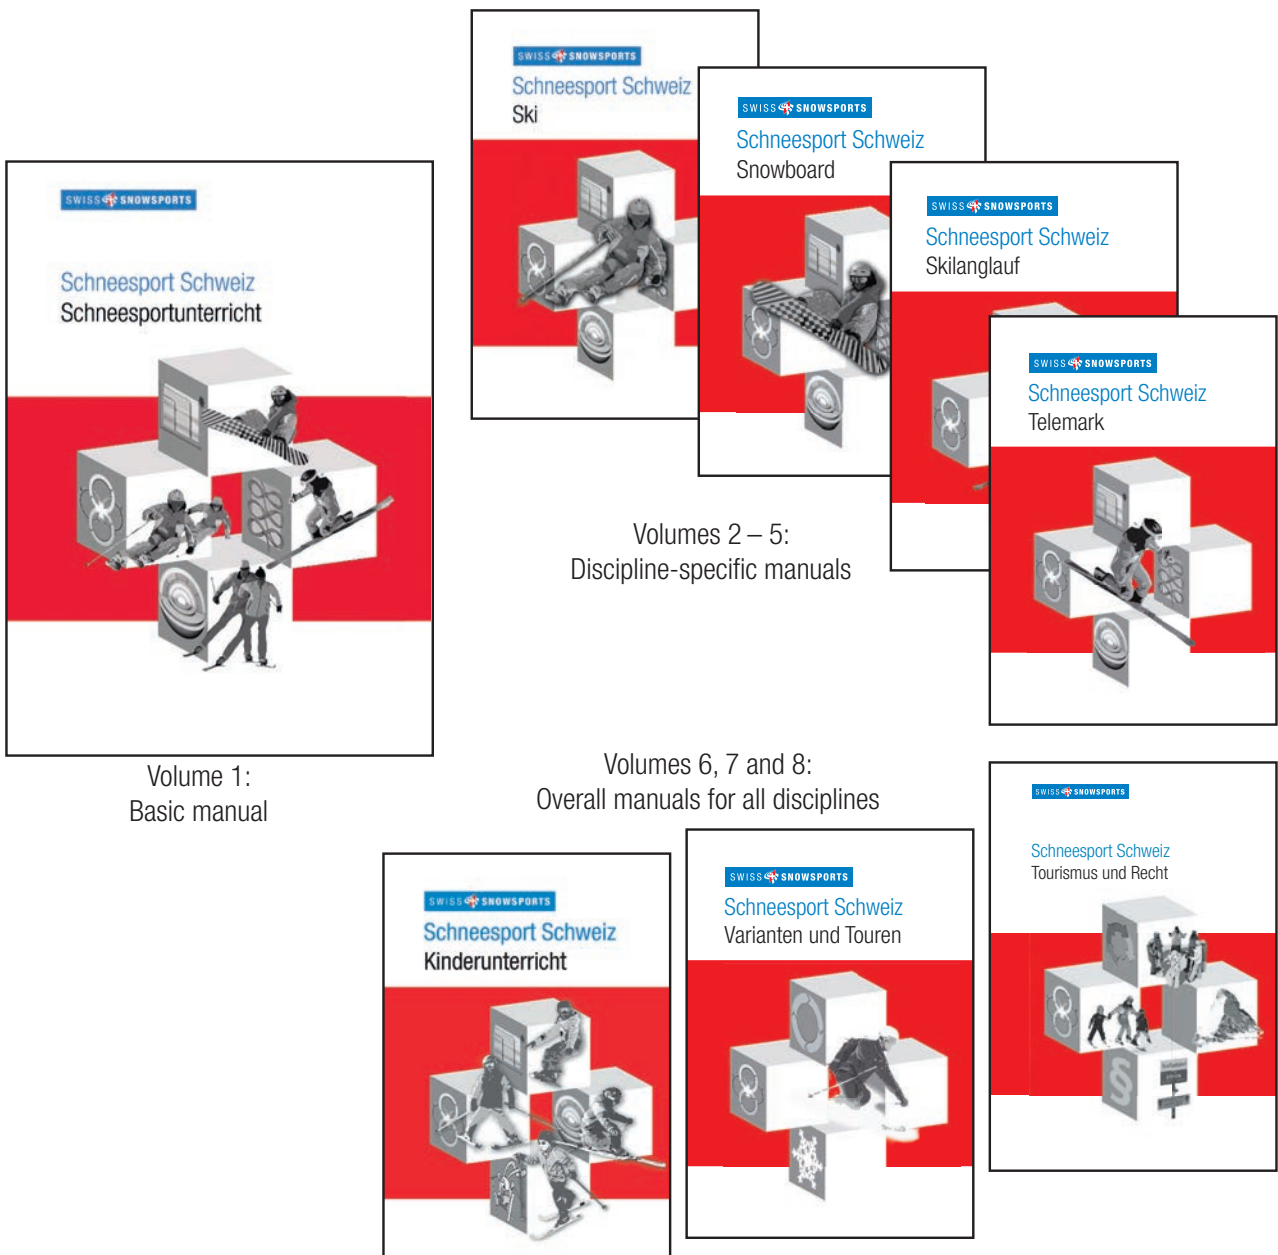 SWISS SNOWSPORTS
Schneesport Schweiz
Schneesportunterricht
Volume 1:
Basic manual
SWISS SNOWSPORTS
Schneesport Schweiz
Ski
SWISS SNOWSPORTS
Schneesport Schweiz
Snowboard
SWISS SNOWSPORTS
Schneesport Schweiz
Skilanglauf
SWISS SNOWSPORTS
Schneesport Schweiz
Telemark
Volumes 2 – 5:
Discipline-specific manuals
Volumes 6, 7 and 8:
Overall manuals for all disciplines
SWISS SNOWSPORTS
Schneesport Schweiz
Kinderunterricht
SWISS SNOWSPORTS
Schneesport Schweiz
Varianten und Touren
SWISS SNOWSPORTS
Schneesport Schweiz
Tourismus und Recht
§